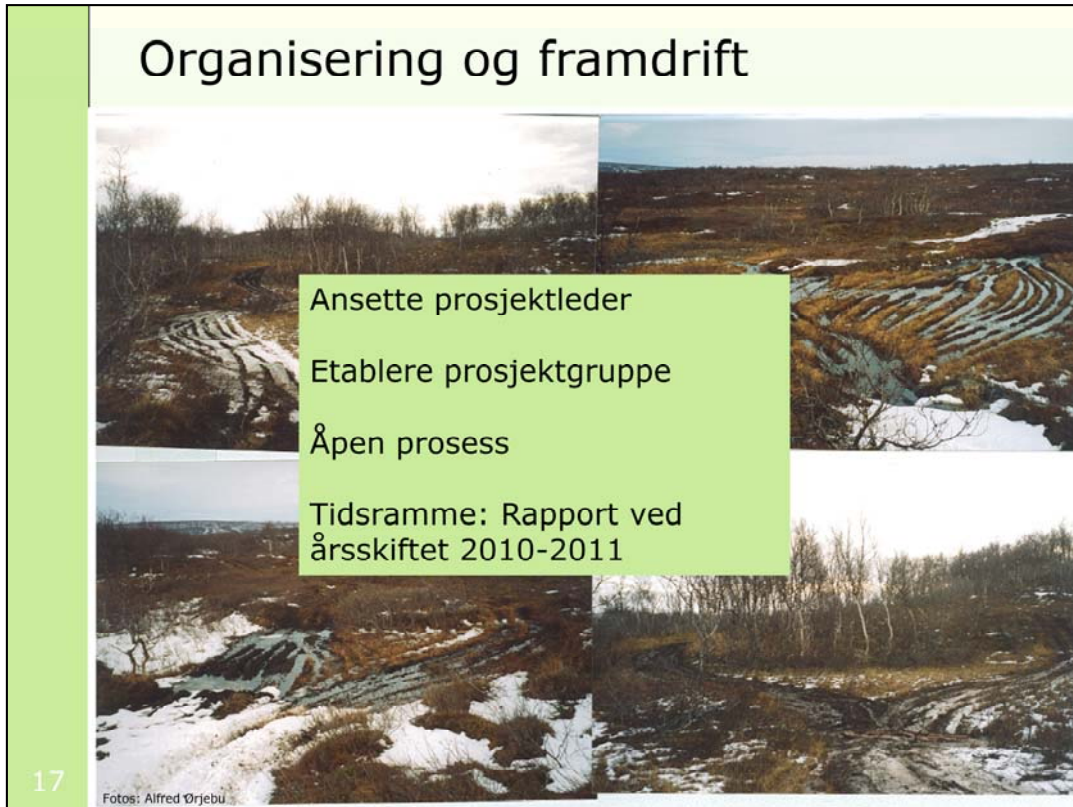 Organisering og framdrift
Ansette prosjektleder
Etablere prosjektgruppe
Åpen prosess
Tidsramme: Rapport ved
årsskiftet 2010-2011
17
Fotos: Alfred Ørjebu